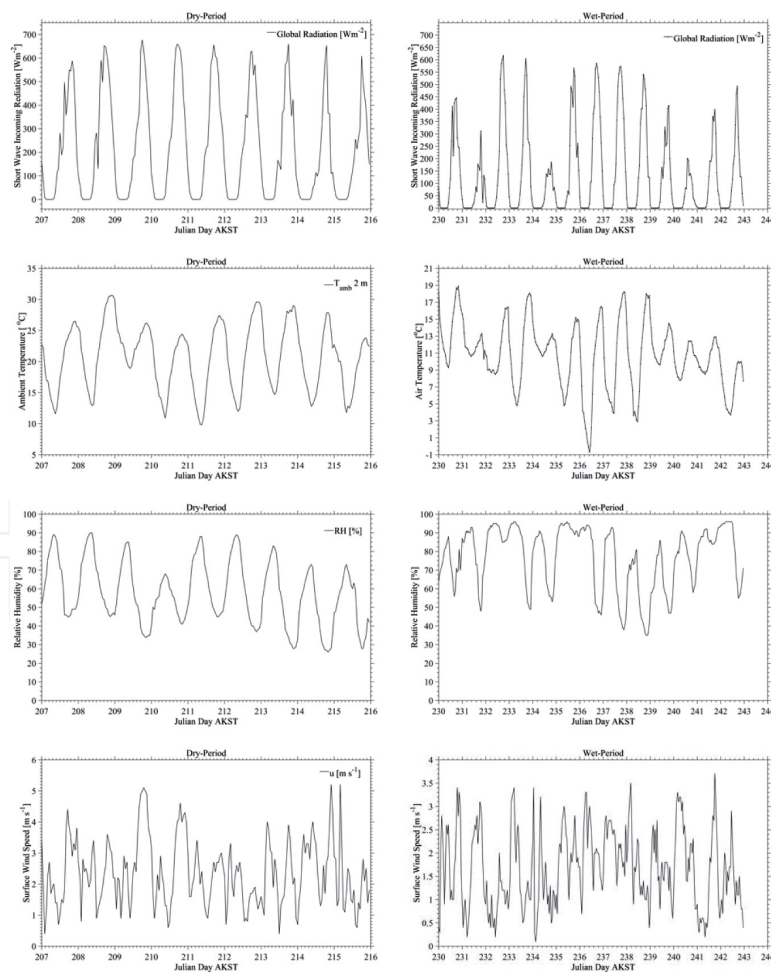 Dry-Period
Short Wave Incoming Rediation [Wm-2]
700
600
500
400
300
200
100
0
Global Radiation [Wm-2]
207 208 209 210 211 212 213 214 215 216
Julian Day AKST
Wet-Period
Short Wave Incoming Rediation [Wm-2]
750
700
650
600
550
500
450
400
350
300
250
200
150
100
50
0
Global Radiation [Wm-2]
230 231 232 233 234 235 236 237 238 239 240 241 242 243 244
Julian Day AKST
Dry-Period
Ambient Temperature [ °C]
35
30
25
20
15
10
5
Tamb 2 m
207 208 209 210 211 212 213 214 215 216
Julian Day AKST
Wet-Period
Air Temperature [°C]
21
19
17
15
13
11
9
7
5
3
1
-1
230 231 232 233 234 235 236 237 238 239 240 241 242 243 244
Julian Day AKST
Dry-Period
Relative Humidity [%]
100
90
80
70
60
50
40
30
20
10
0
RH [%]
207 208 209 210 211 212 213 214 215 216
Julian Day AKST
Wet-Period
Relative Humidity [%]
100
90
80
70
60
50
40
30
20
10
0
230 231 232 233 234 235 236 237 238 239 240 241 242 243 244
Julian Day AKST
Dry-Period
Surface Wind Speed [m s-1]
6
5
4
3
2
1
0
u [m s-1]
207 208 209 210 211 212 213 214 215 216
Julian Day AKST
Wet-Period
Surface Wind Speed [m s-1]
4
3.5
3
2.5
2
1.5
1
0.5
0
230 231 232 233 234 235 236 237 238 239 240 241 242 243 244
Julian Day AKST